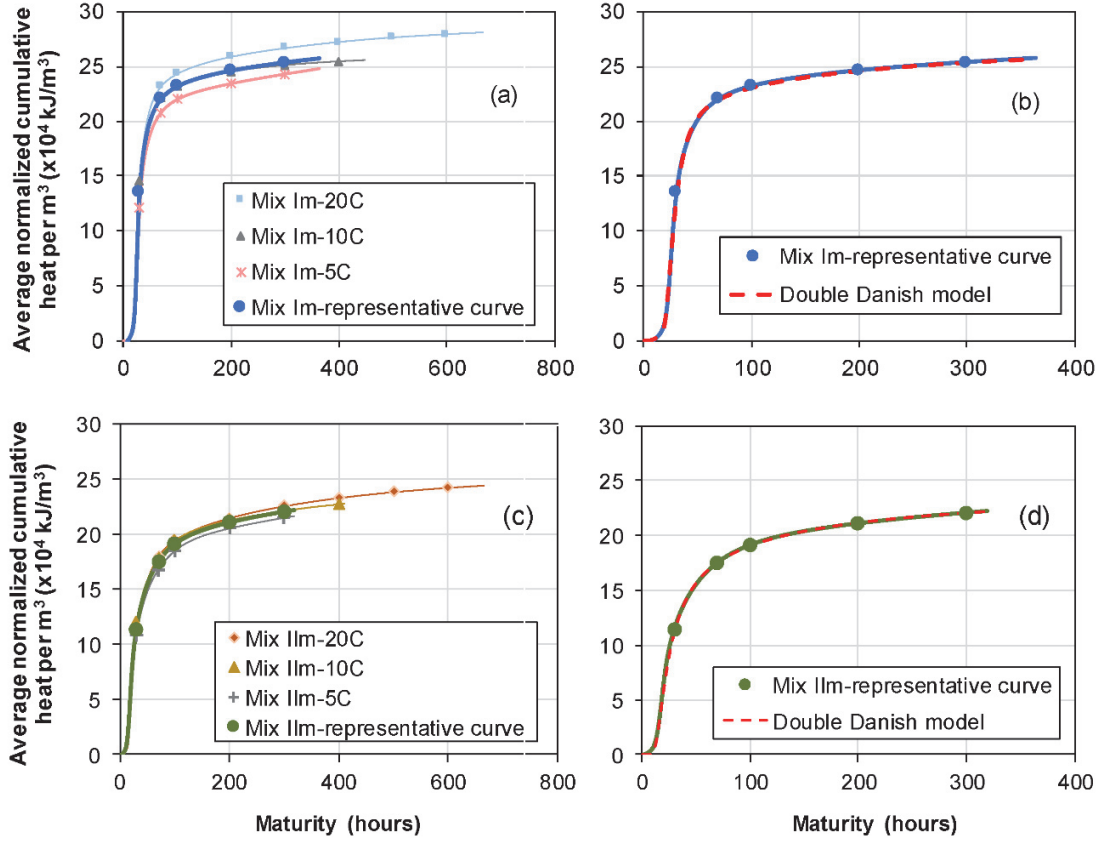 Average normalized cumulative
heat per m³ (x10⁴ kJ/m³)
30
25
20
15
10
5
0
0
200
400
600
800
(a)
Mix Im-20C
Mix Im-10C
Mix Im-5C
Mix Im-representative curve
30
25
20
15
10
5
0
0
100
200
300
400
(b)
Mix Im-representative curve
Double Danish model
Average normalized cumulative
heat per m³ (x10⁴ kJ/m³)
30
25
20
15
10
5
0
0
200
400
600
800
(c)
Mix IIm-20C
Mix IIm-10C
Mix IIm-5C
Mix IIm-representative curve
Maturity (hours)
30
25
20
15
10
5
0
0
100
200
300
400
(d)
Mix IIm-representative curve
Double Danish model
Maturity (hours)